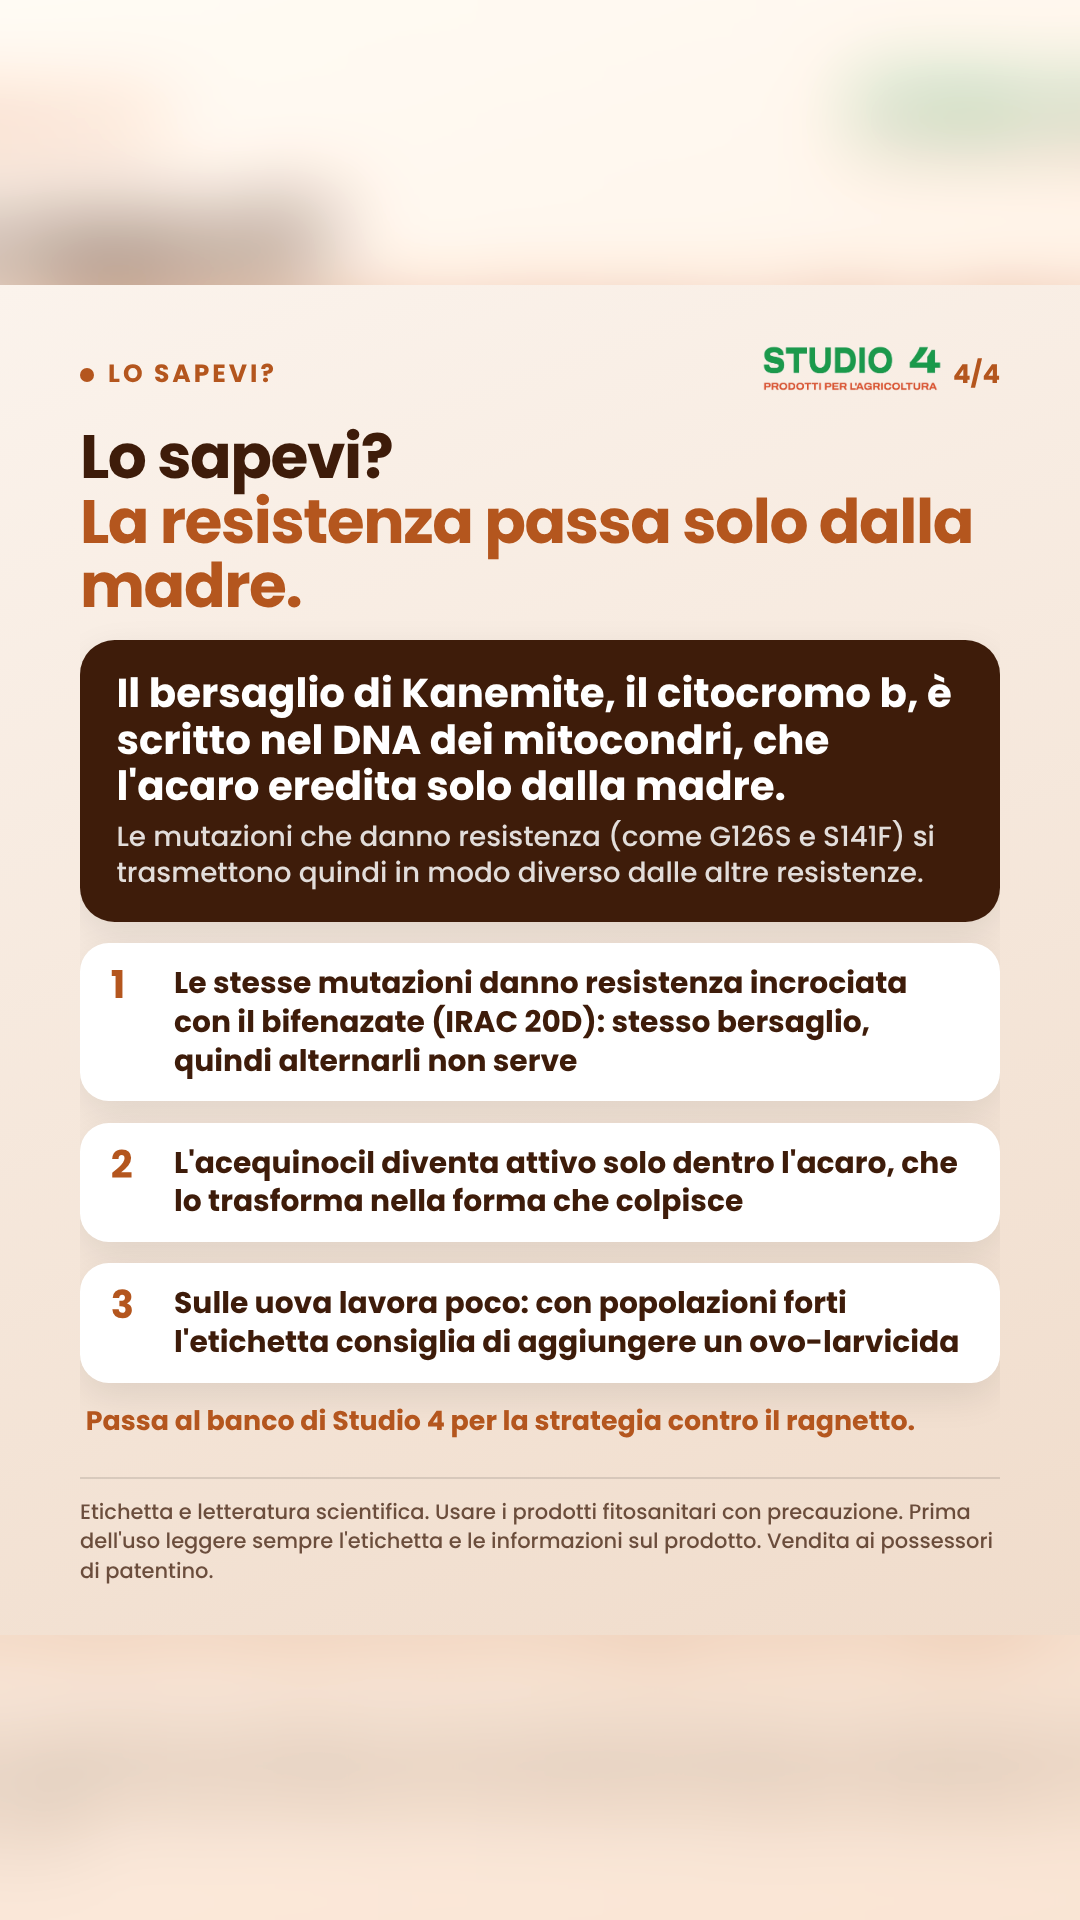 LO SAPEVI?
STUDIO 4
PRODOTTI PER L'AGRICOLTURA
4/4
Lo sapevi?
La resistenza passa solo dalla
madre.
Il bersaglio di Kanemite, il citocromo b, è
scritto nel DNA dei mitocondri, che
l'acaro eredita solo dalla madre.
Le mutazioni che danno resistenza (come G126S e S141F) si
trasmettono quindi in modo diverso dalle altre resistenze.
1
Le stesse mutazioni danno resistenza incrociata
con il bifenazate (IRAC 20D): stesso bersaglio,
quindi alternarli non serve
2
L'acequinocil diventa attivo solo dentro l'acaro, che
lo trasforma nella forma che colpisce
3
Sulle uova lavora poco: con popolazioni forti
l'etichetta consiglia di aggiungere un ovo-larvicida
Passa al banco di Studio 4 per la strategia contro il ragnetto.
Etichetta e letteratura scientifica. Usare i prodotti fitosanitari con precauzione. Prima
dell'uso leggere sempre l'etichetta e le informazioni sul prodotto. Vendita ai possessori
di patentino.